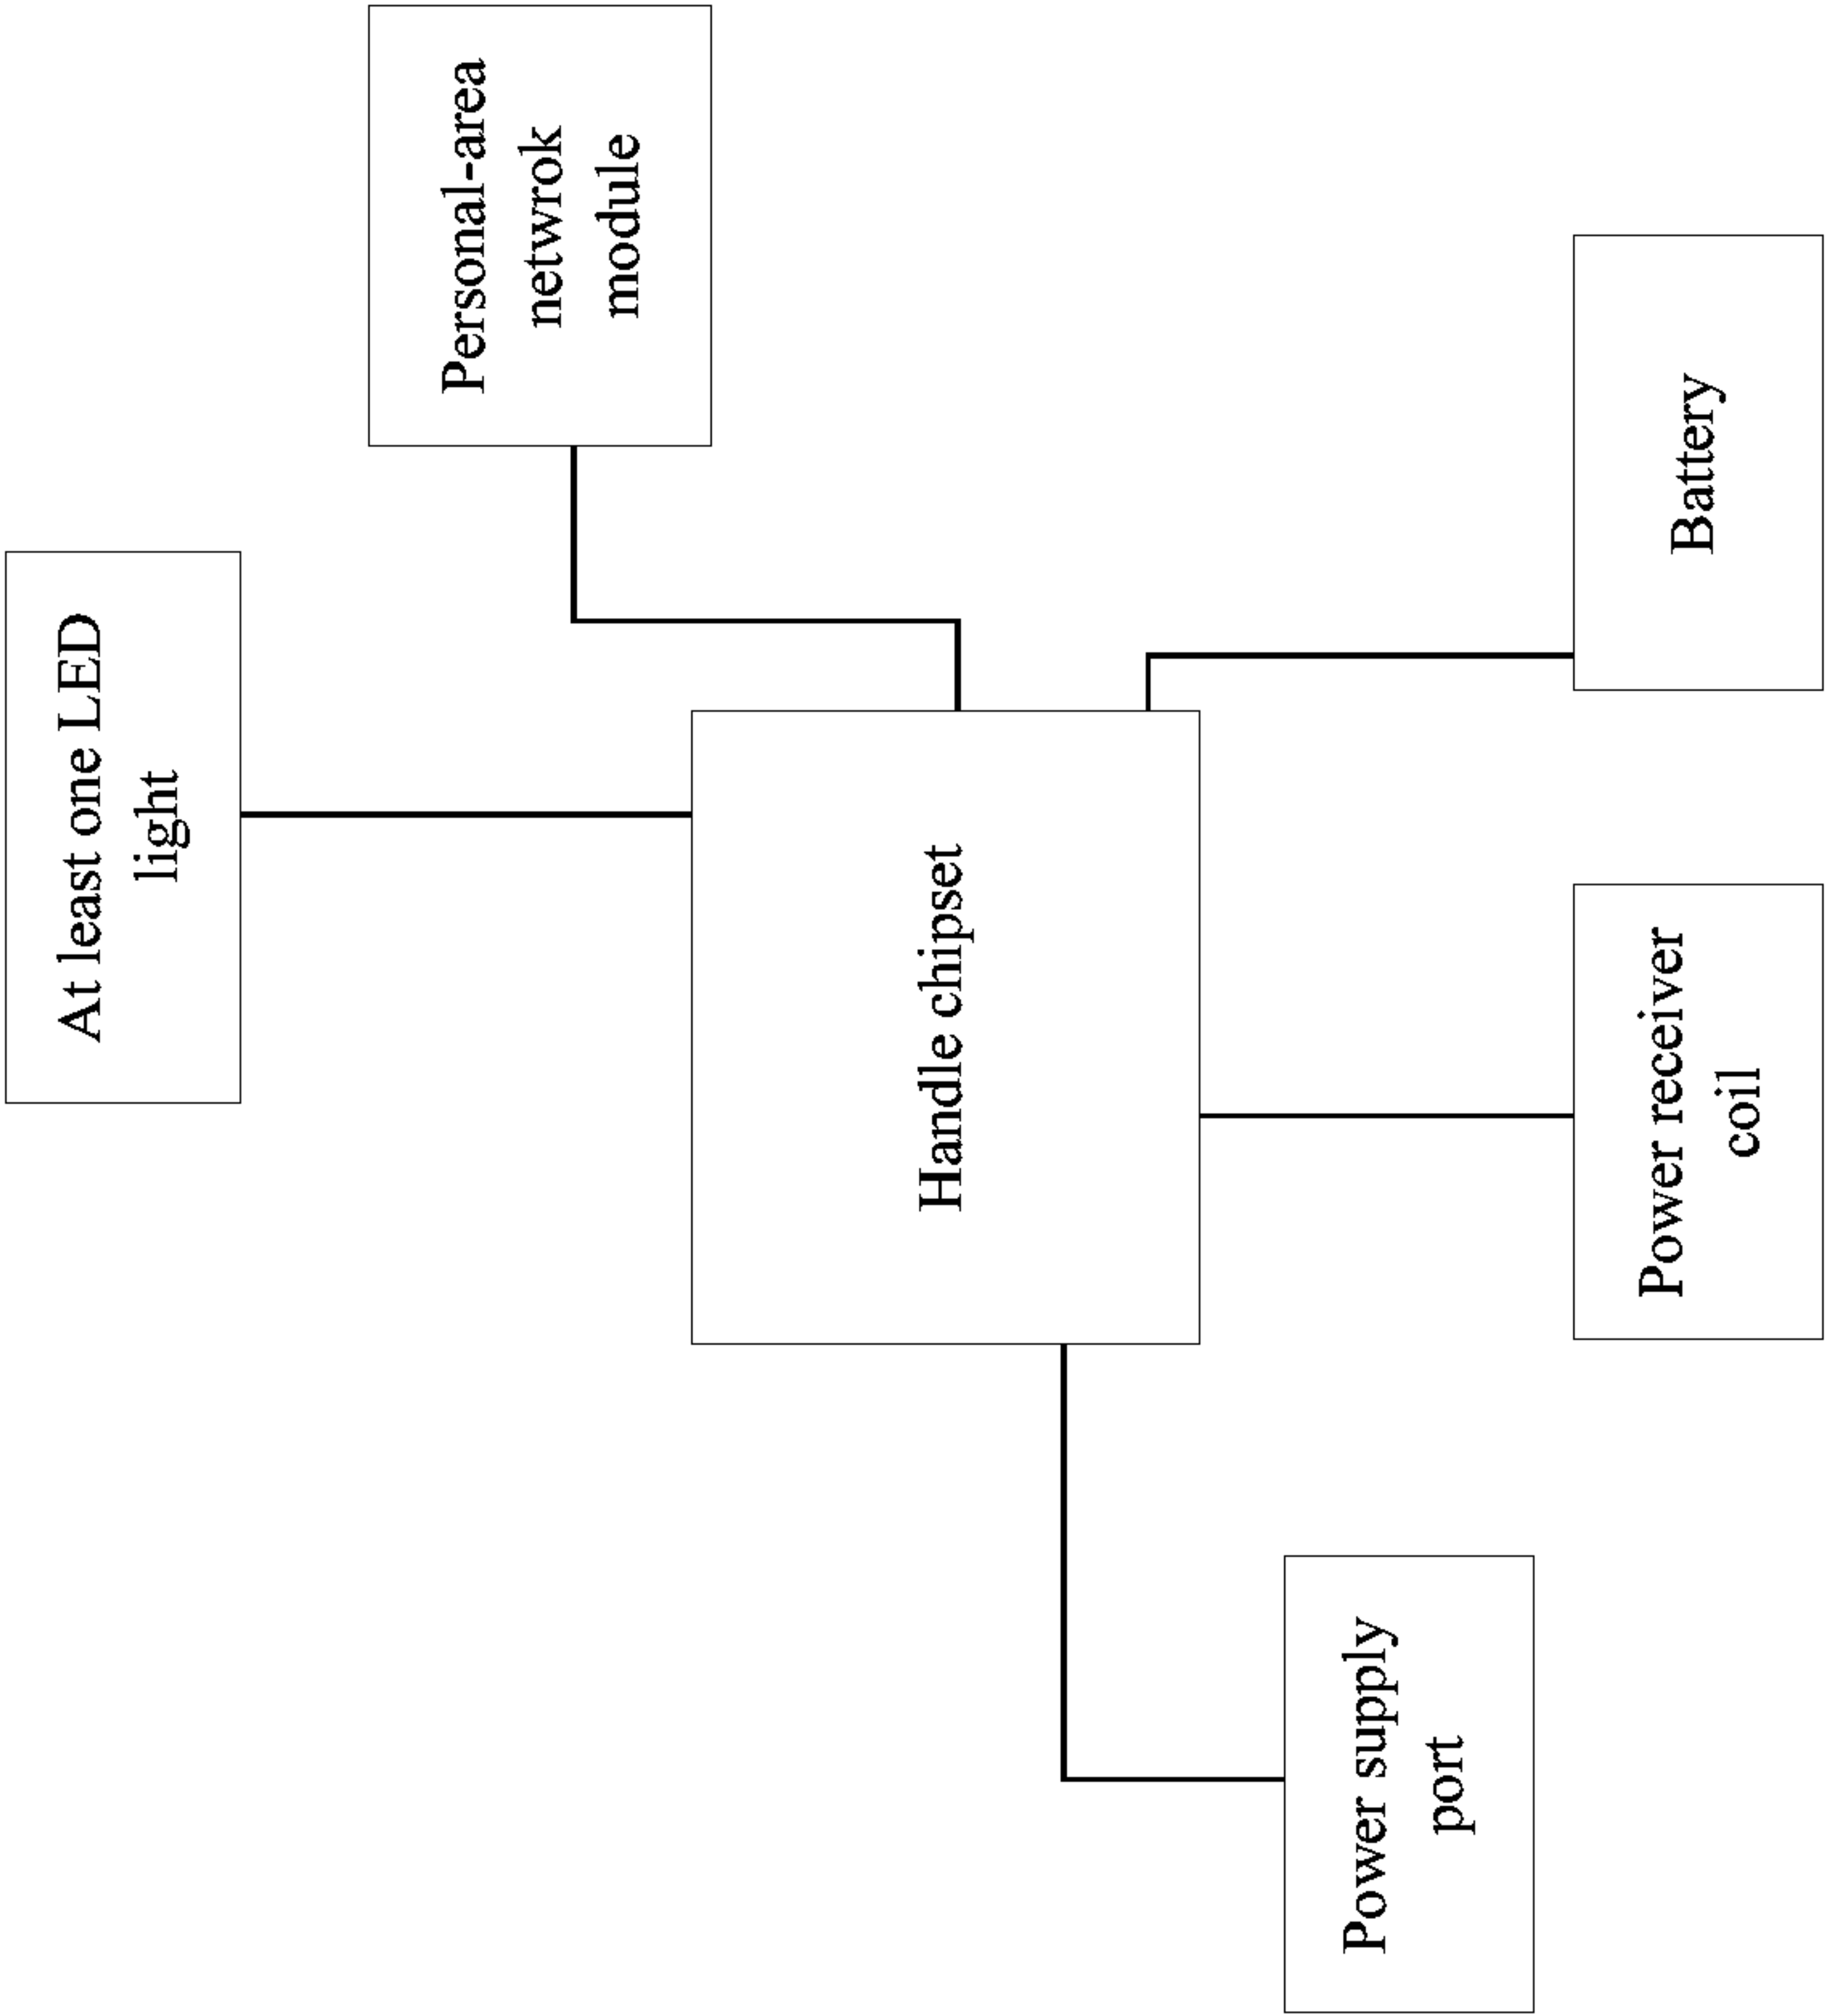 At least one LED
light
Personal-area
netwrok
module
Handle chipset
Power supply
port
Power receiver
coil
Battery